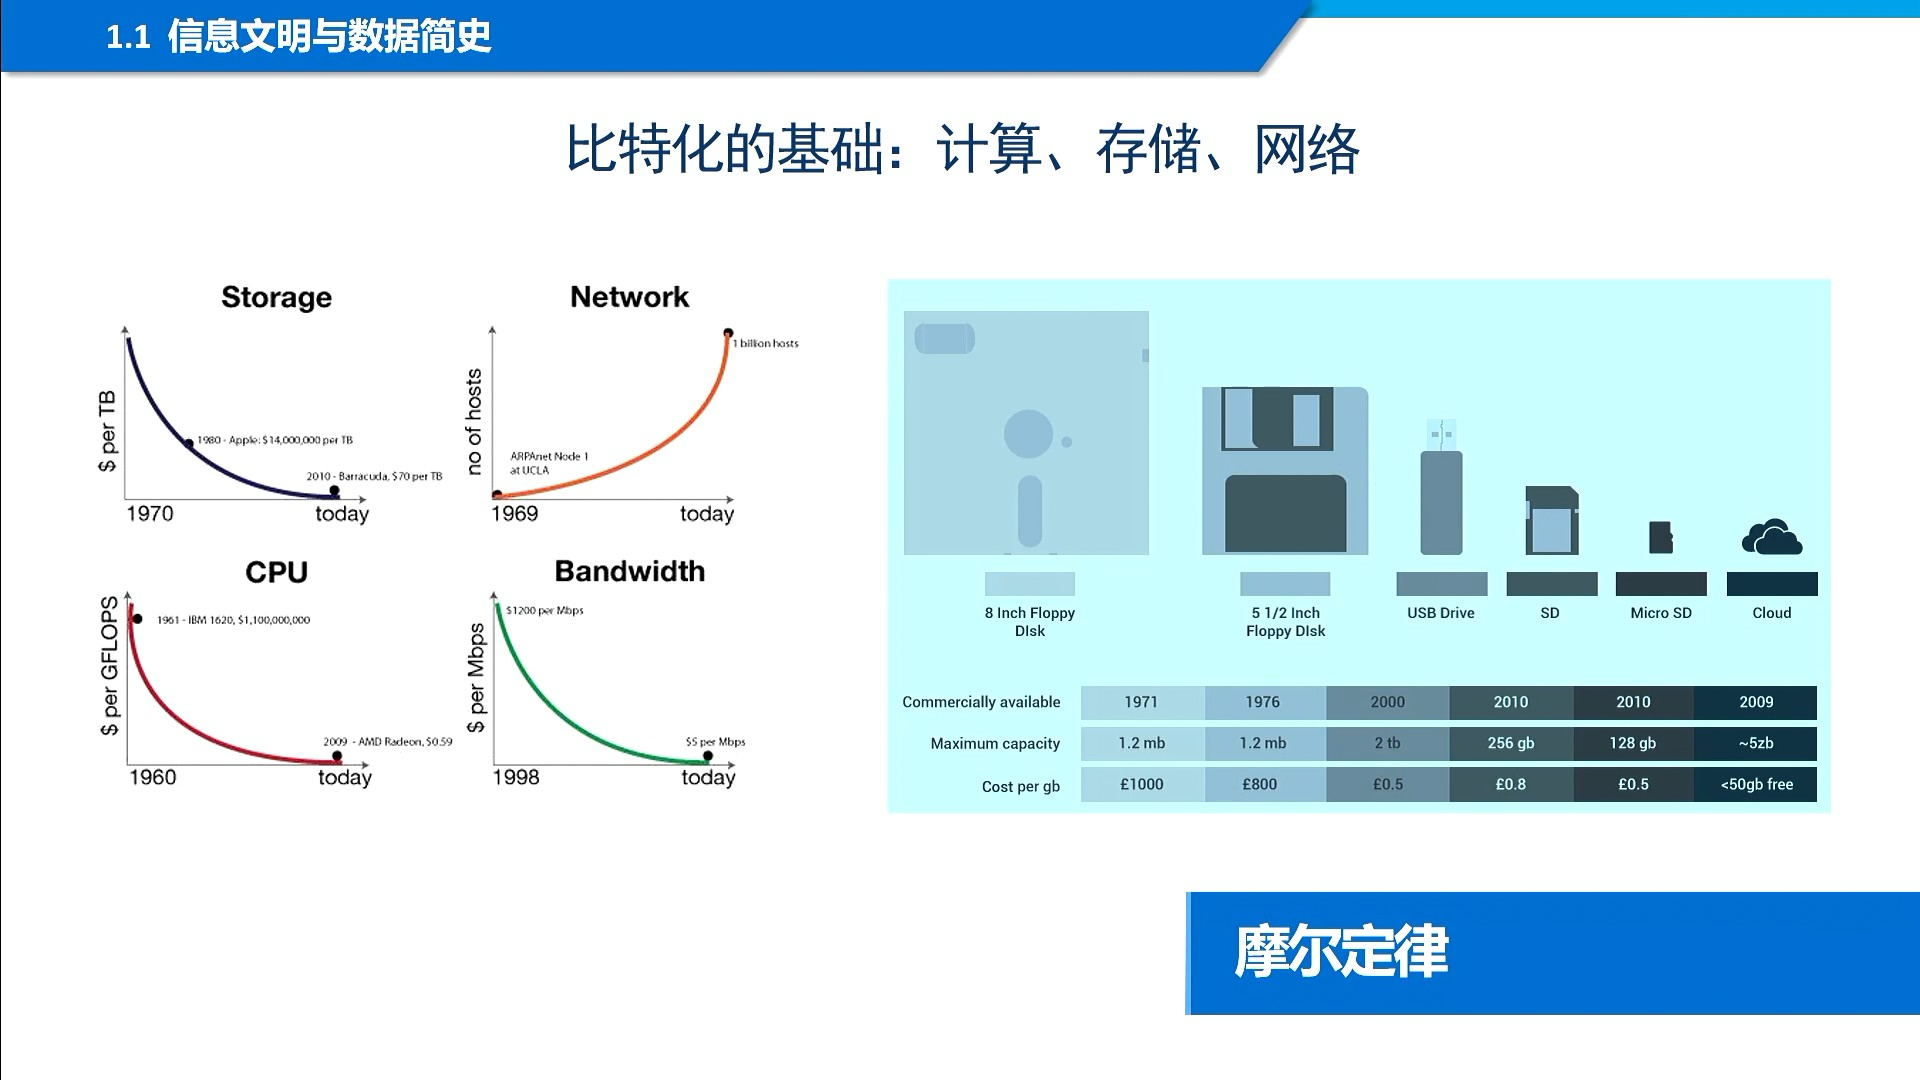 1.1 信息文明与数据简史
比特化的基础：计算、存储、网络
Storage
$ per TB
1980 - Apple: $14,000,000 per TB
2010 - Barracuda, $70 per TB
1970
today
Network
no of hosts
1 billion hosts
ARPAnet Node 1
at UCLA
1969
today
CPU
$ per GFLOPS
1961 - IBM 1620, $1,100,000,000
2009 - AMD Radeon, $0.59
1960
today
Bandwidth
$ per Mbps
$1200 per Mbps
$5 per Mbps
1998
today
8 Inch Floppy
DIsk
5 1/2 Inch
Floppy DIsk
USB Drive
SD
Micro SD
Cloud
Commercially available 1971 1976 2000 2010 2010 2009
Maximum capacity 1.2 mb 1.2 mb 2 tb 256 gb 128 gb ~5zb
Cost per gb £1000 £800 £0.5 £0.8 £0.5 <50gb free
摩尔定律